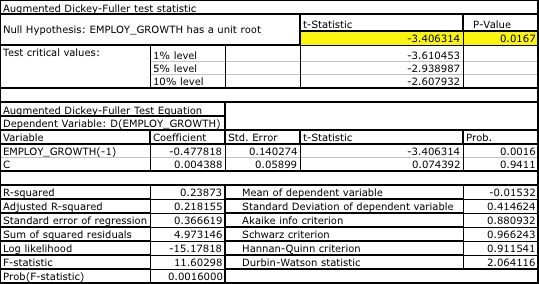 Augmented Dickey-Fuller test statistic
Null Hypothesis: EMPLOY_GROWTH has a unit root t-Statistic P-Value
-3.406314 0.0167
Test critical values: 1% level -3.610453
5% level -2.938987
10% level -2.607932
Augmented Dickey-Fuller Test Equation
Dependent Variable: D(EMPLOY_GROWTH)
Variable Coefficient Std. Error t-Statistic Prob.
EMPLOY_GROWTH(-1) -0.477818 0.140274 -3.406314 0.0016
C 0.004388 0.05899 0.074392 0.9411
R-squared 0.23873 Mean of dependent variable -0.01532
Adjusted R-squared 0.218155 Standard Deviation of dependent variable 0.414624
Standard error of regression 0.366619 Akaike info criterion 0.880932
Sum of squared residuals 4.973146 Schwarz criterion 0.966243
Log likelihood -15.17818 Hannan-Quinn criterion 0.911541
F-statistic 11.60298 Durbin-Watson statistic 2.064116
Prob(F-statistic) 0.0016000